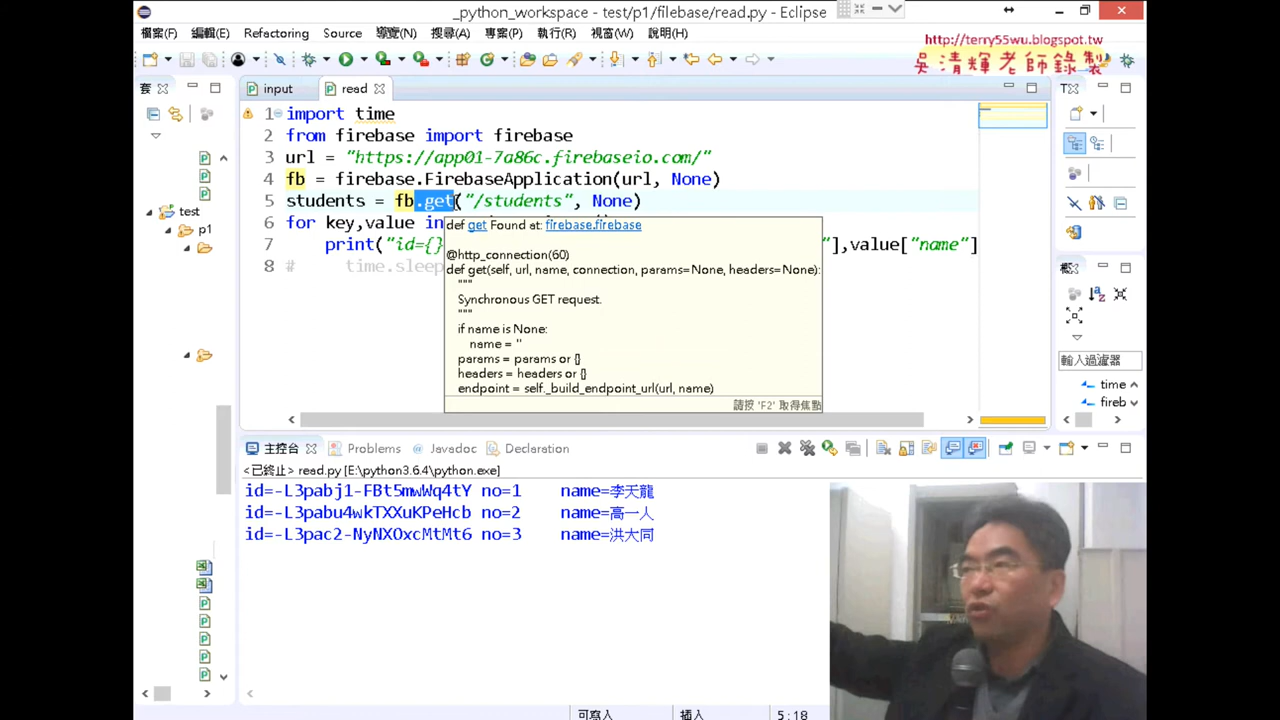 _python_workspace - test/p1/filebase/read.py - Eclipse
檔案(F) 編輯(E) Refactoring Source 導覽(N) 搜尋(A) 專案(P) 執行(R) 視窗(W) 說明(H)
http://terry55wu.blogspot.tw
吳清輝老師錄製
套 input read T
1 import time
2 from firebase import firebase
3 url = "https://app01-7a86c.firebaseio.com/"
4 fb = firebase.FirebaseApplication(url, None)
5 students = fb.get("/students", None)
6 for key,value in
7 print("id={} "],value["name"]
8 # time.sleep
def get Found at: firebase.firebase
@http_connection(60)
def get(self, url, name, connection, params=None, headers=None):
"""
Synchronous GET request.
"""
if name is None:
name = ''
params = params or {}
headers = headers or {}
endpoint = self._build_endpoint_url(url, name)
請按 'F2' 取得焦點
test
p1
輸入過濾器
time
fireb
主控台 Problems Javadoc Declaration
<已終止> read.py [E:\python3.6.4\python.exe]
id=-L3pabj1-FBt5mwWq4tY no=1 name=李天龍
id=-L3pabu4wkTXXuKPeHcb no=2 name=高一人
id=-L3pac2-NyNXOxcMtMt6 no=3 name=洪大同
可寫入 插入 5:18